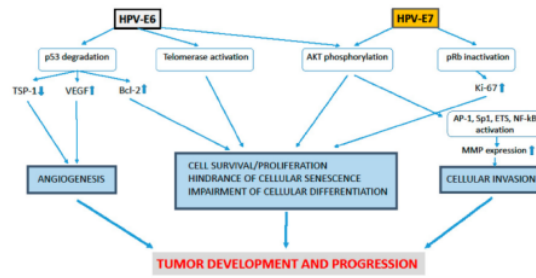 HPV-E6
HPV-E7
p53 degradation
Telomerase activation
AKT phosphorylation
pRb inactivation
TSP-1
VEGF
Bcl-2
Ki-67
AP-1, Sp1, ETS, NF-kB
activation
MMP expression
ANGIOGENESIS
CELL SURVIVAL/PROLIFERATION
HINDRANCE OF CELLULAR SENESCENCE
IMPAIRMENT OF CELLULAR DIFFERENTIATION
CELLULAR INVASION
TUMOR DEVELOPMENT AND PROGRESSION